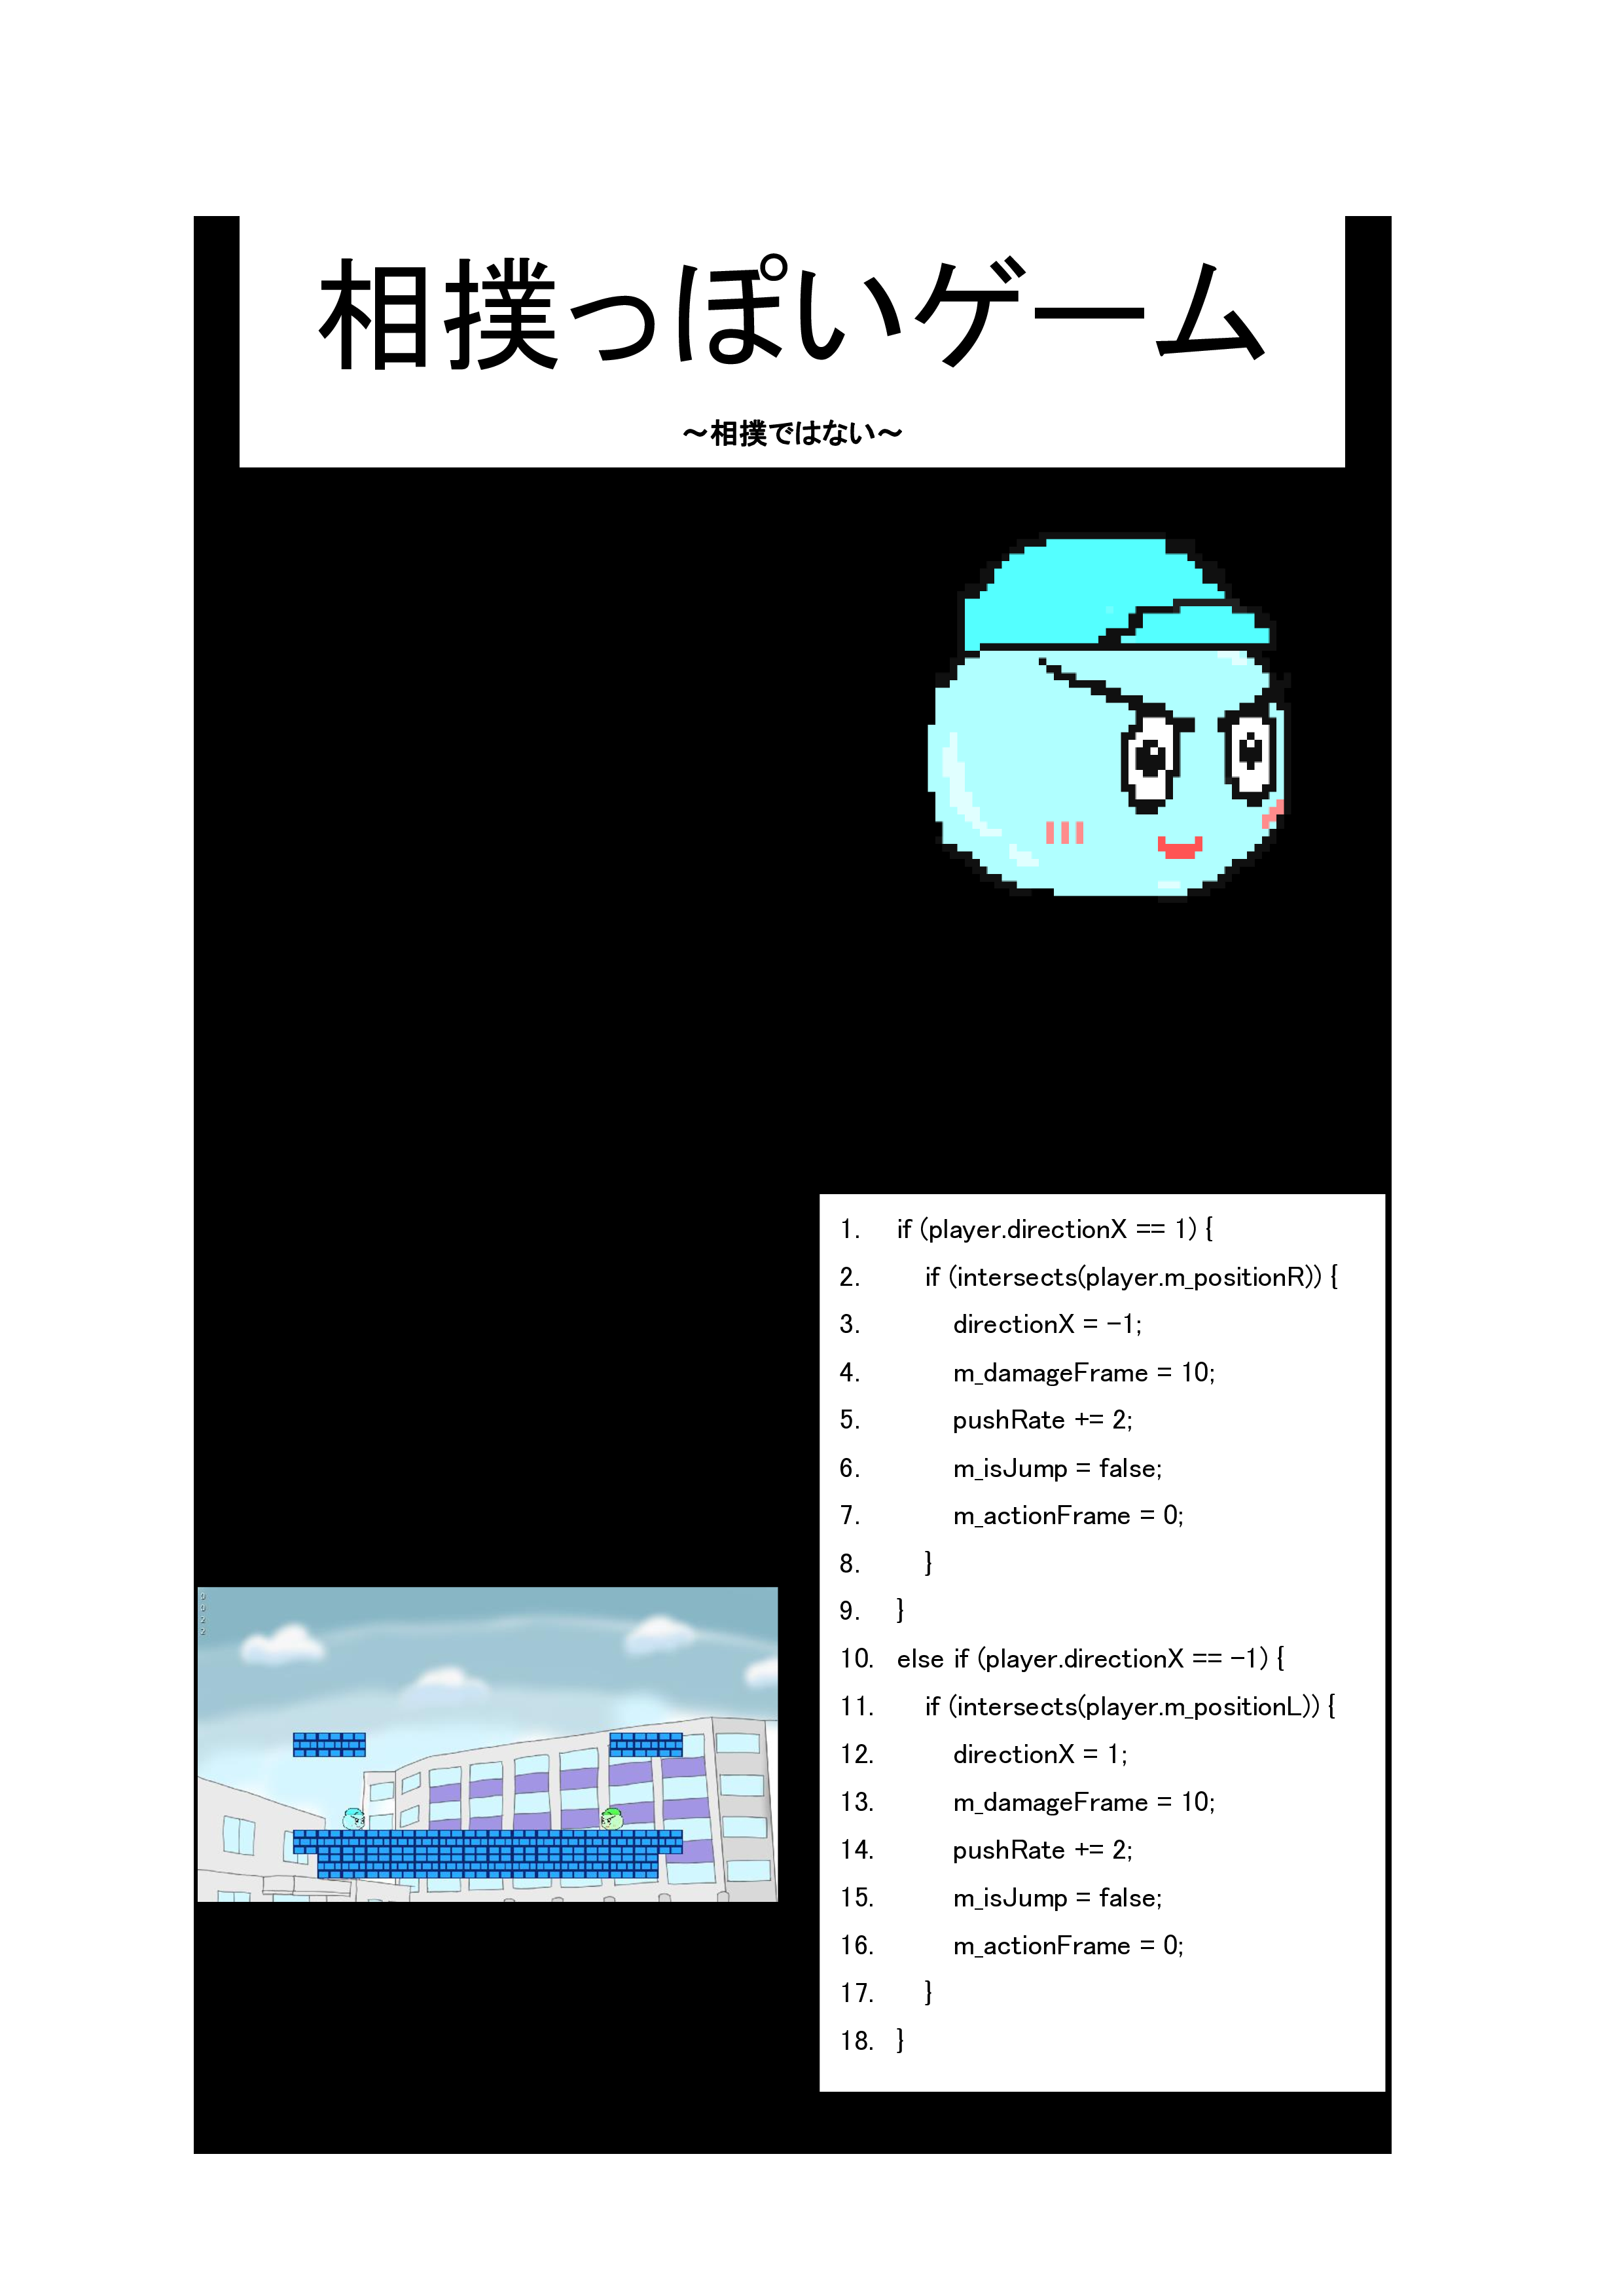 相撲っぽいゲーム
～相撲ではない～
1. if (player.directionX == 1) {
2. if (intersects(player.m_positionR)) {
3. directionX = -1;
4. m_damageFrame = 10;
5. pushRate += 2;
6. m_isJump = false;
7. m_actionFrame = 0;
8. }
9. }
10. else if (player.directionX == -1) {
11. if (intersects(player.m_positionL)) {
12. directionX = 1;
13. m_damageFrame = 10;
14. pushRate += 2;
15. m_isJump = false;
16. m_actionFrame = 0;
17. }
18. }